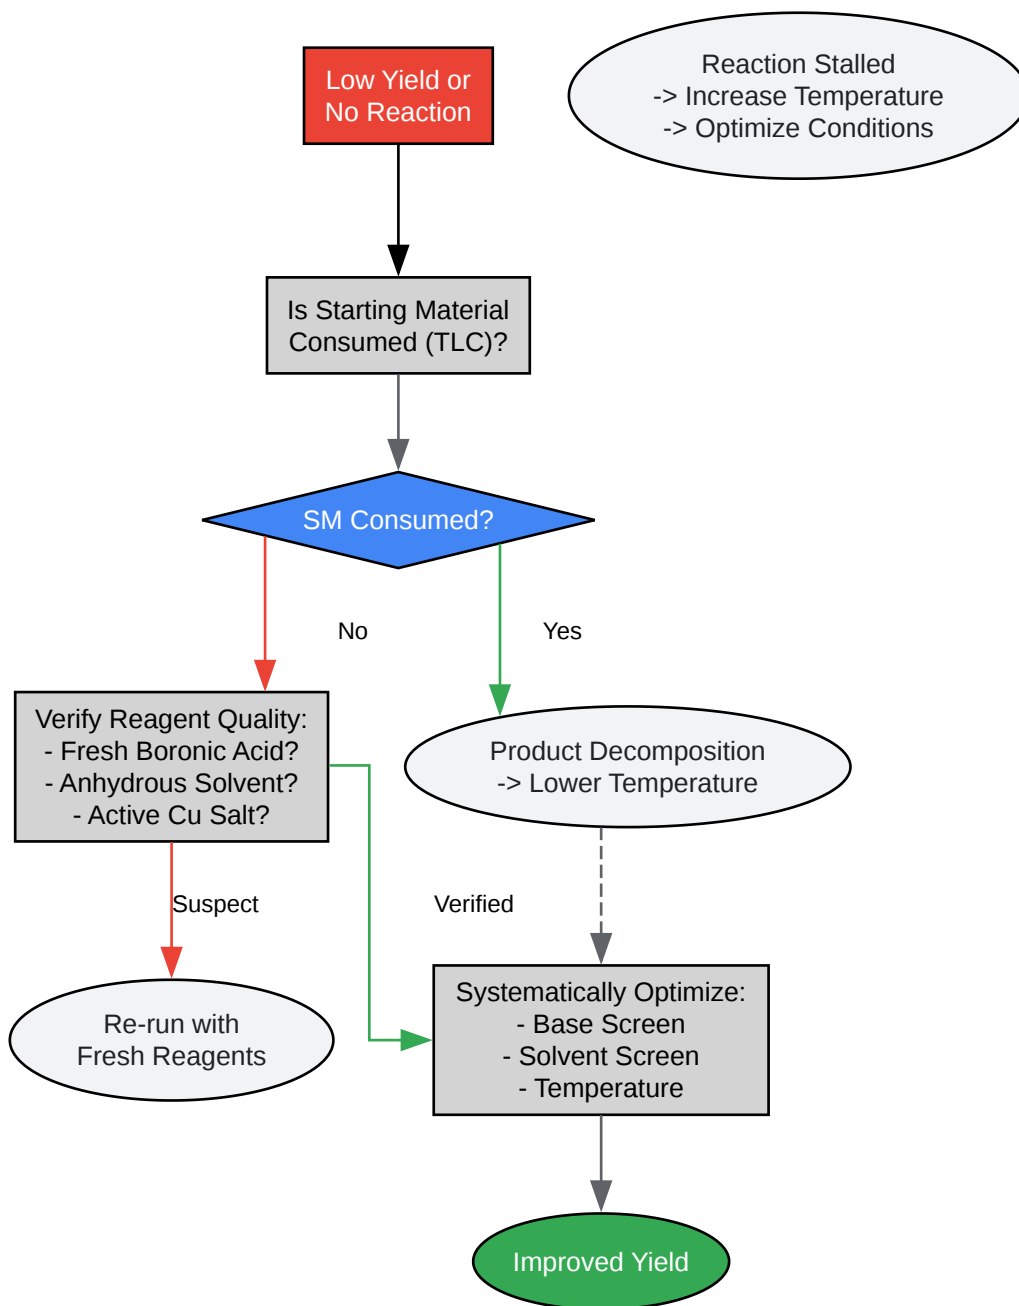 Low Yield or
No Reaction
Reaction Stalled
-> Increase Temperature
-> Optimize Conditions
Is Starting Material
Consumed (TLC)?
SM Consumed?
No
Yes
Verify Reagent Quality:
- Fresh Boronic Acid?
- Anhydrous Solvent?
- Active Cu Salt?
Product Decomposition
-> Lower Temperature
Suspect
Verified
Re-run with
Fresh Reagents
Systematically Optimize:
- Base Screen
- Solvent Screen
- Temperature
Improved Yield